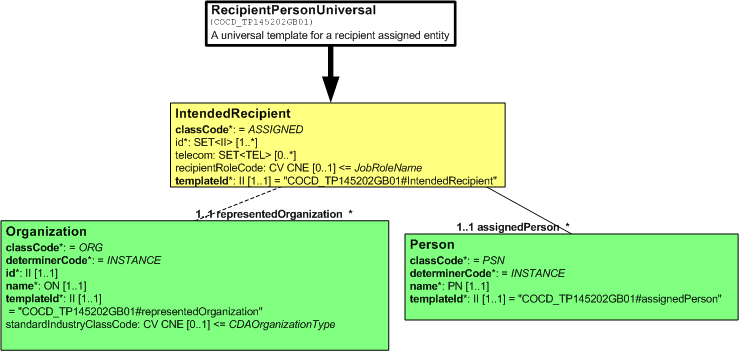 RecipientPersonUniversal
(COCD_TP145202GB01)
A universal template for a recipient assigned entity
IntendedRecipient
classCode*: = ASSIGNED
id*: SET<II> [1..*]
telecom: SET<TEL> [0..*]
recipientRoleCode: CV CNE [0..1] <= JobRoleName
templateId*: II [1..1] = "COCD_TP145202GB01#IntendedRecipient"
1..1 representedOrganization *
1..1 assignedPerson *
Organization
classCode*: = ORG
determinerCode*: = INSTANCE
id*: II [1..1]
name*: ON [1..1]
templateId*: II [1..1]
= "COCD_TP145202GB01#representedOrganization"
standardIndustryClassCode: CV CNE [0..1] <= CDAOrganizationType
Person
classCode*: = PSN
determinerCode*: = INSTANCE
name*: PN [1..1]
templateId*: II [1..1] = "COCD_TP145202GB01#assignedPerson"